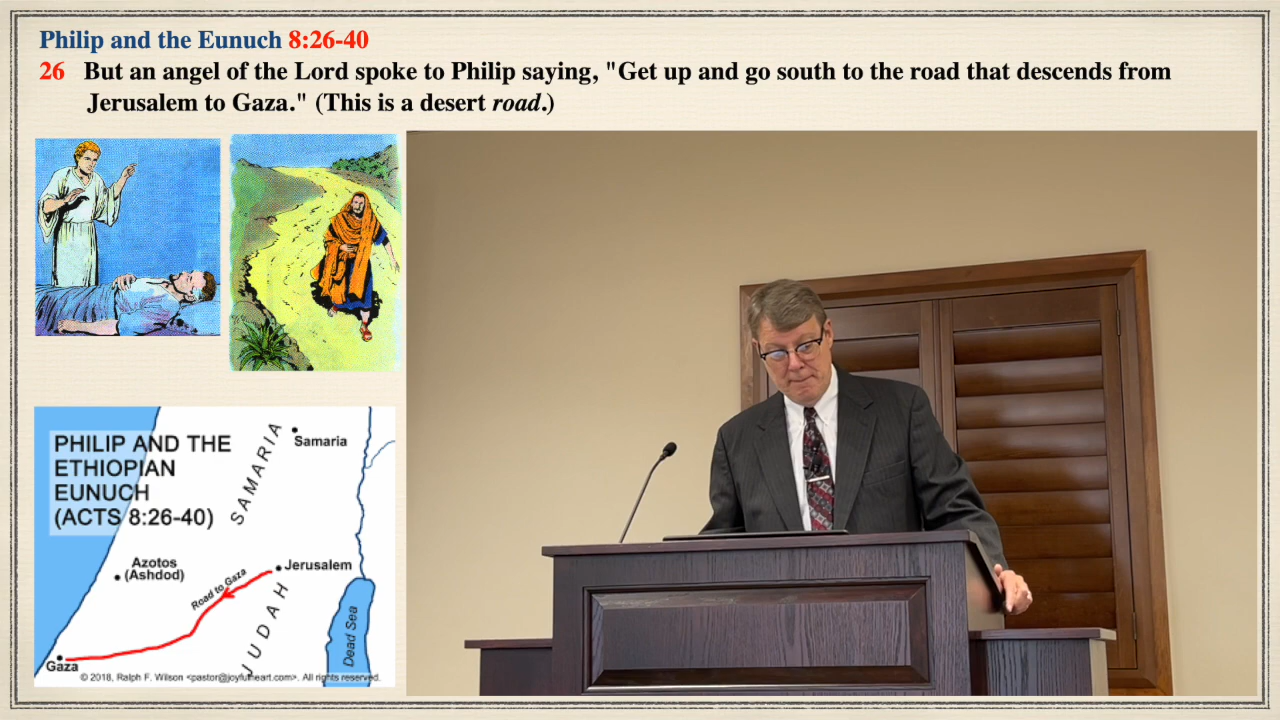 Philip and the Eunuch 8:26-40
26 But an angel of the Lord spoke to Philip saying, "Get up and go south to the road that descends from
Jerusalem to Gaza." (This is a desert road.)
PHILIP AND THE
ETHIOPIAN
EUNUCH
(ACTS 8:26-40)
Samaria
SAMARIA
Azotos
(Ashdod)
Jerusalem
Road to Gaza
JUDAH
Dead Sea
Gaza
© 2018, Ralph F. Wilson <pastor@joyfulheart.com>. All rights reserved.